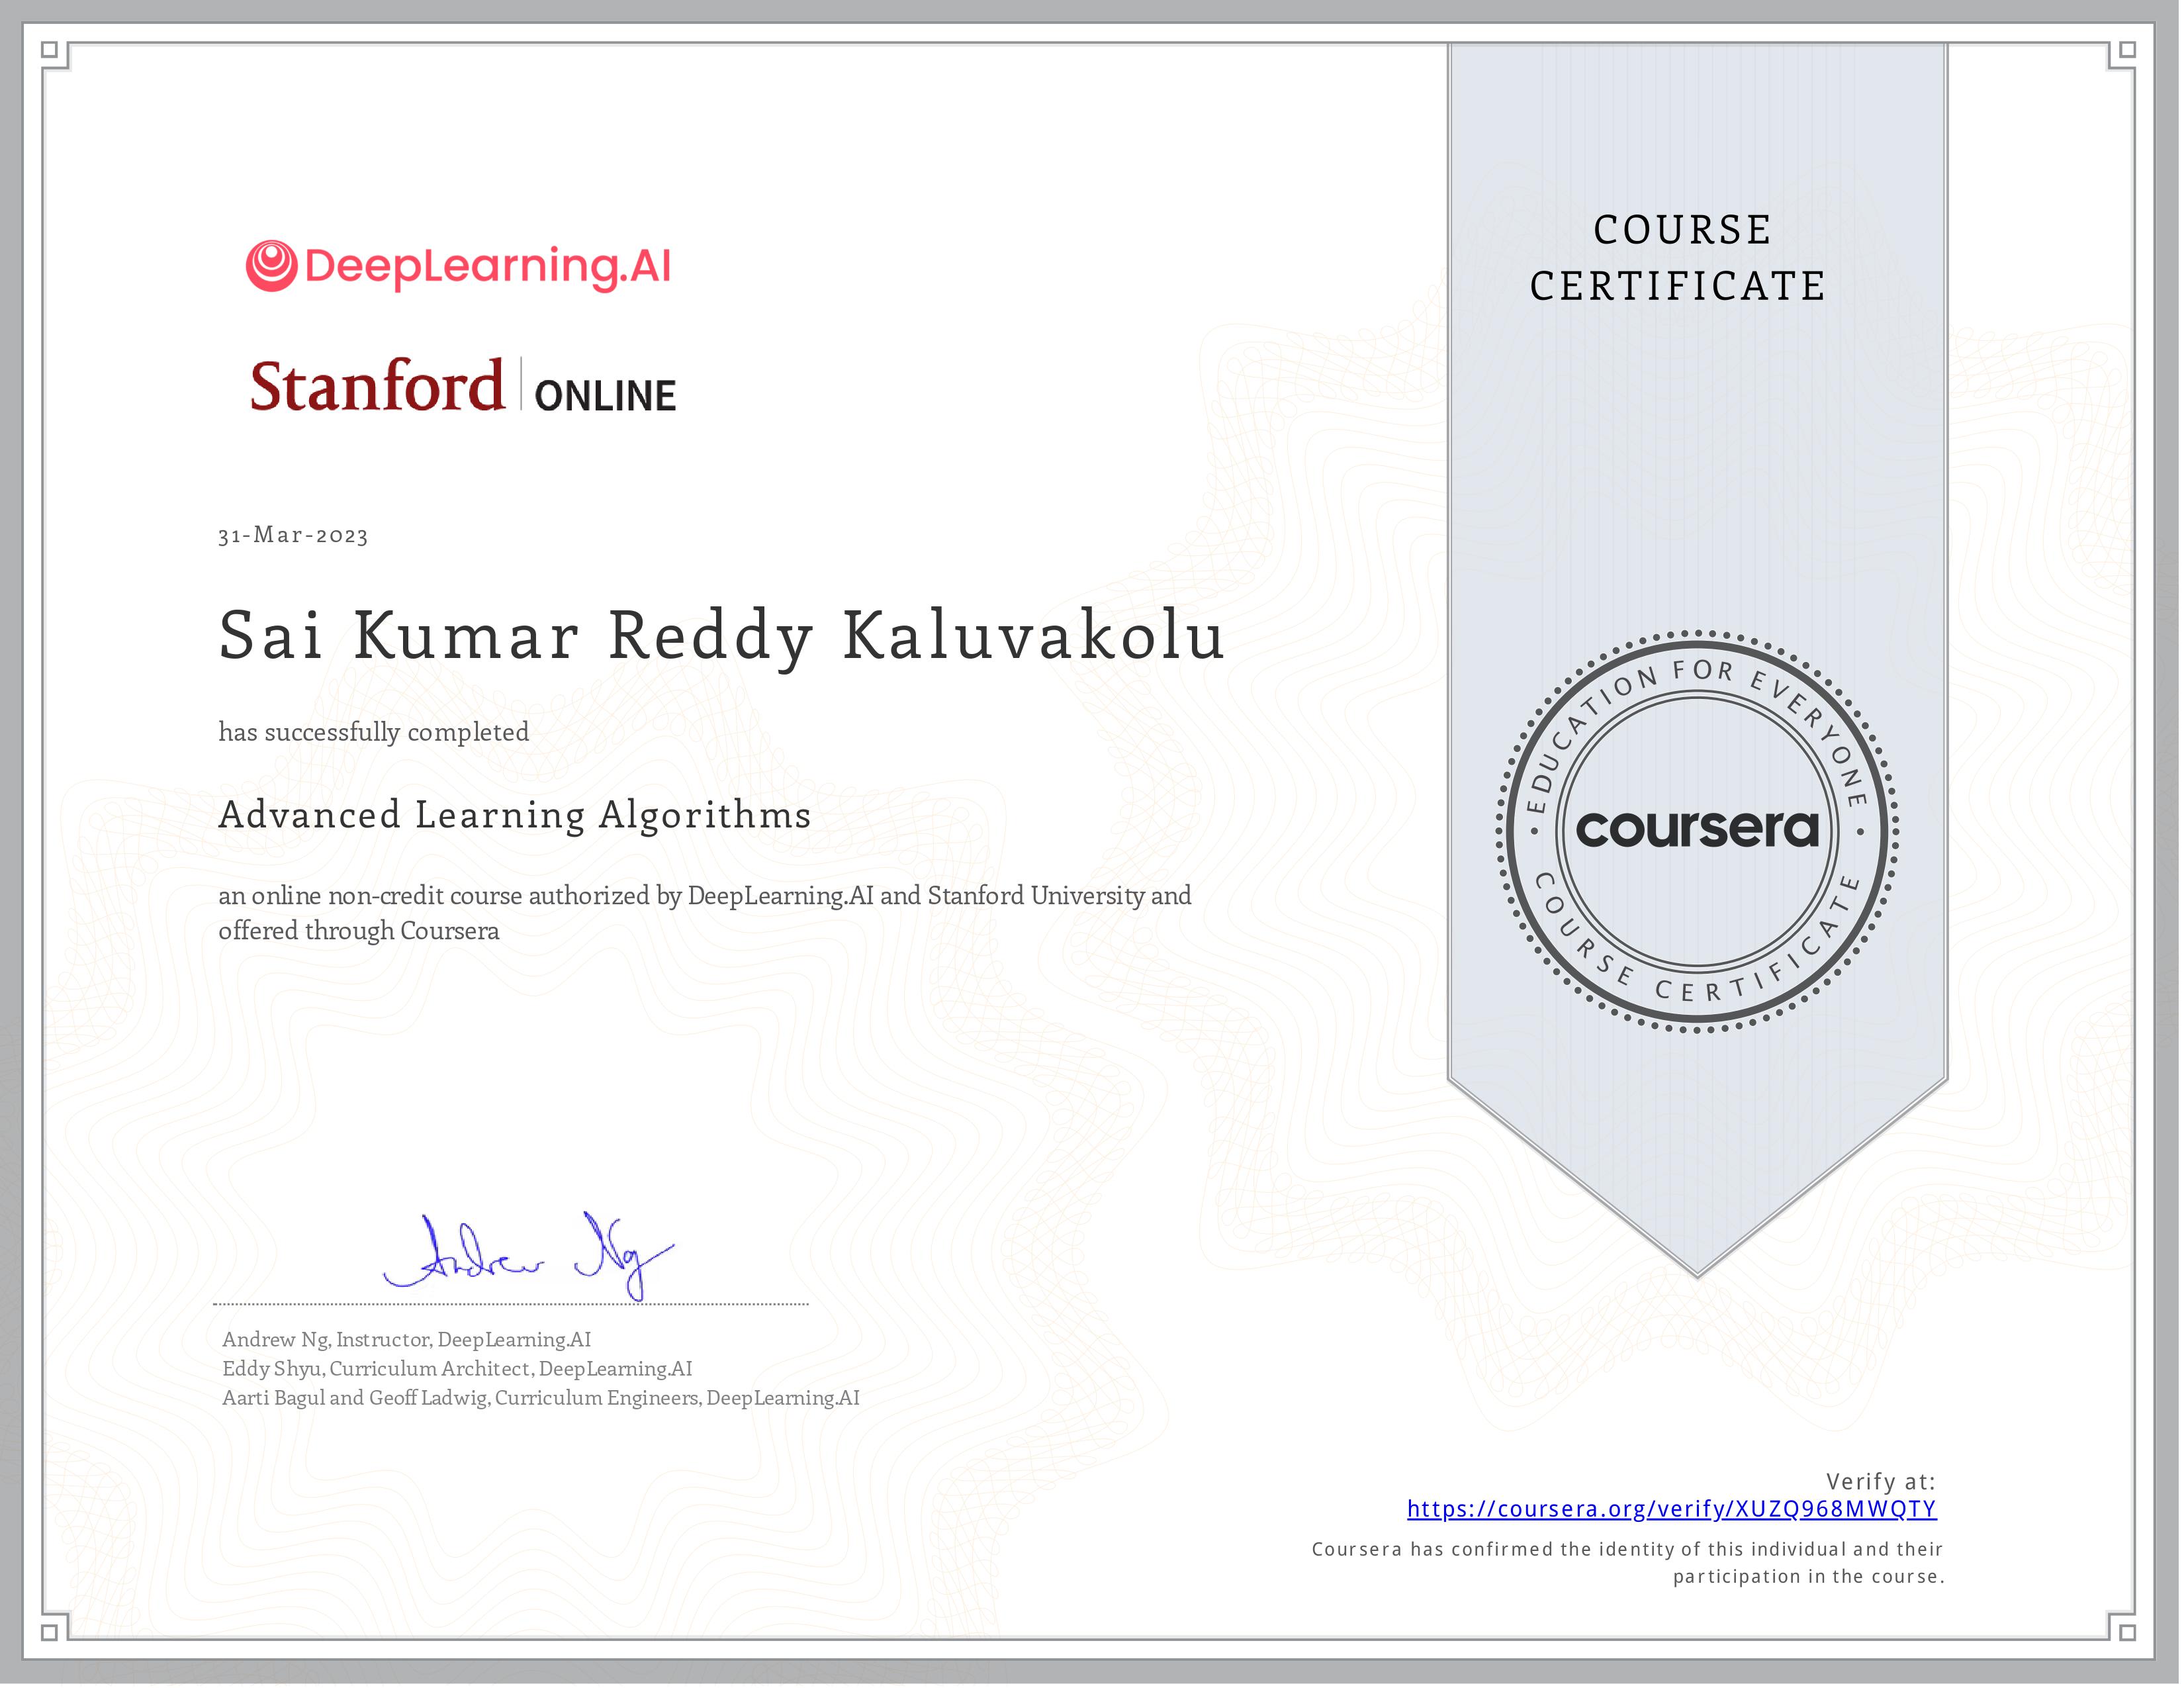 DeepLearning.AI
Stanford ONLINE
COURSE
CERTIFICATE
31-Mar-2023
Sai Kumar Reddy Kaluvakolu
has successfully completed
Advanced Learning Algorithms
an online non-credit course authorized by DeepLearning.AI and Stanford University and
offered through Coursera
EDUCATION FOR EVERYONE
coursera
COURSE CERTIFICATE
Andrew Ng
Andrew Ng, Instructor, DeepLearning.AI
Eddy Shyu, Curriculum Architect, DeepLearning.AI
Aarti Bagul and Geoff Ladwig, Curriculum Engineers, DeepLearning.AI
Verify at:
https://coursera.org/verify/XUZQ968MWQTY
Coursera has confirmed the identity of this individual and their
participation in the course.